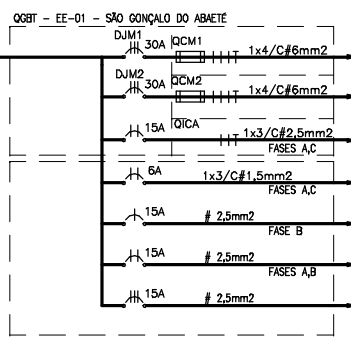 QGBT - EE-01 - SÃO GONÇALO DO ABAETÉ
DJM1 30A QCM1 1x4/C#6mm2
DJM2 30A QCM2 1x4/C#6mm2
15A QICA 1x3/C#2,5mm2
FASES A,C
6A 1x3/C#1,5mm2
FASES A,C
15A # 2,5mm2
FASE B
15A # 2,5mm2
FASES A,B
15A # 2,5mm2